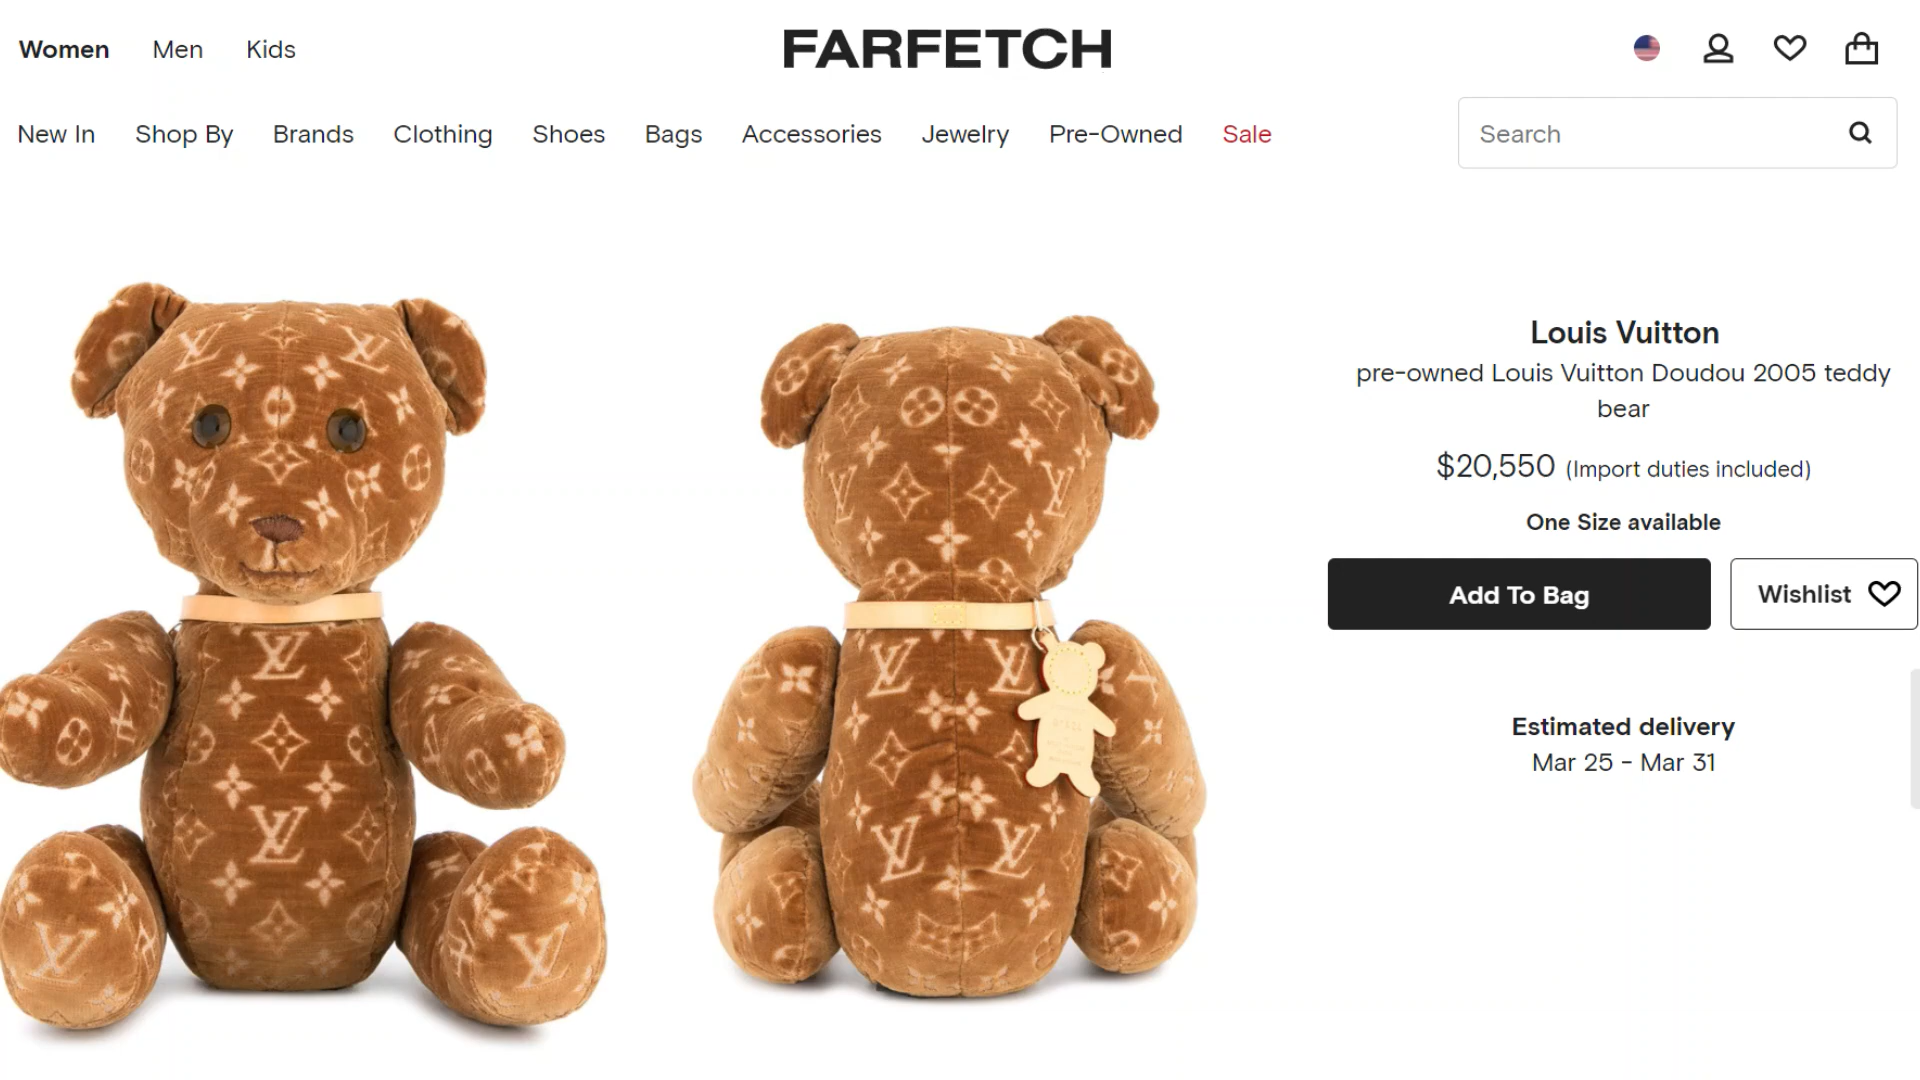 Women Men Kids
FARFETCH
New In Shop By Brands Clothing Shoes Bags Accessories Jewelry Pre-Owned Sale
Search
Louis Vuitton
pre-owned Louis Vuitton Doudou 2005 teddy
bear
$20,550 (Import duties included)
One Size available
Add To Bag
Wishlist
Estimated delivery
Mar 25 - Mar 31